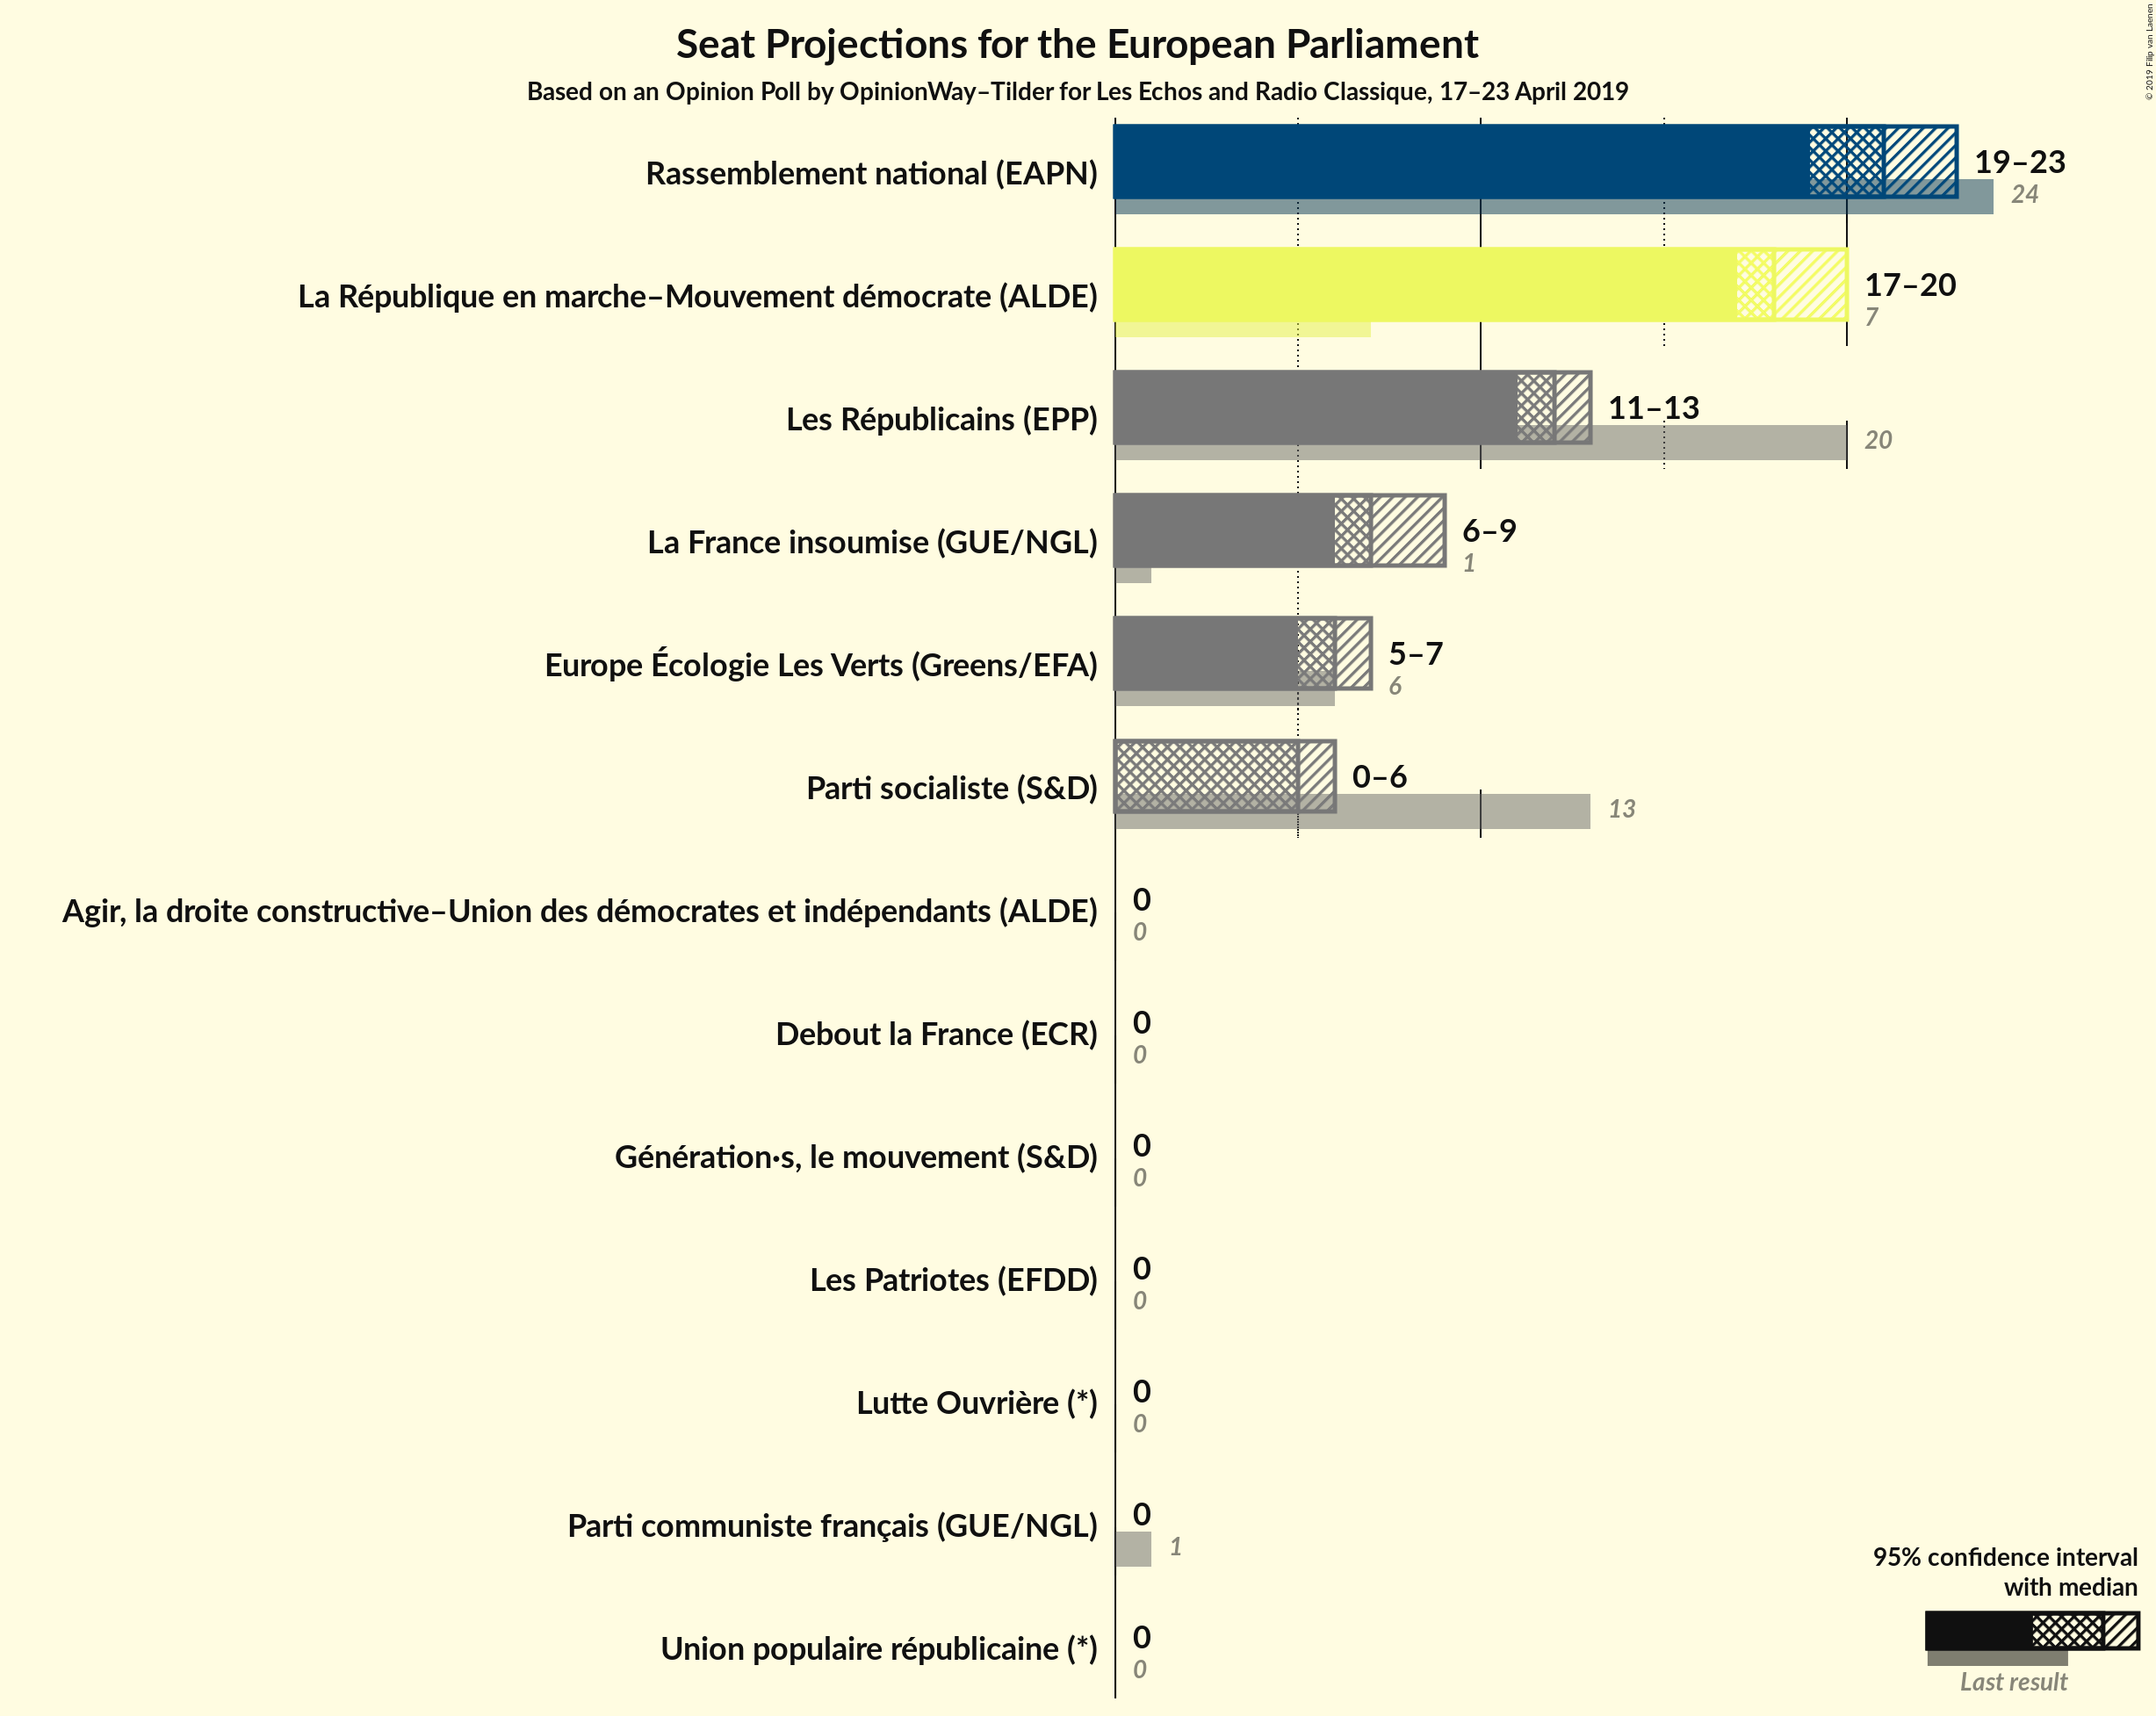 Seat Projections for the European Parliament
Based on an Opinion Poll by OpinionWay–Tilder for Les Echos and Radio Classique, 17–23 April 2019
© 2019 Filip van Laenen
Rassemblement national (EAPN)
19–23
24
La République en marche–Mouvement démocrate (ALDE)
17–20
7
Les Républicains (EPP)
11–13
20
La France insoumise (GUE/NGL)
6–9
1
Europe Écologie Les Verts (Greens/EFA)
5–7
6
Parti socialiste (S&D)
0–6
13
Agir, la droite constructive–Union des démocrates et indépendants (ALDE)
0
0
Debout la France (ECR)
0
0
Génération·s, le mouvement (S&D)
0
0
Les Patriotes (EFDD)
0
0
Lutte Ouvrière (*)
0
0
Parti communiste français (GUE/NGL)
0
1
Union populaire républicaine (*)
0
0
95% confidence interval
with median
Last result